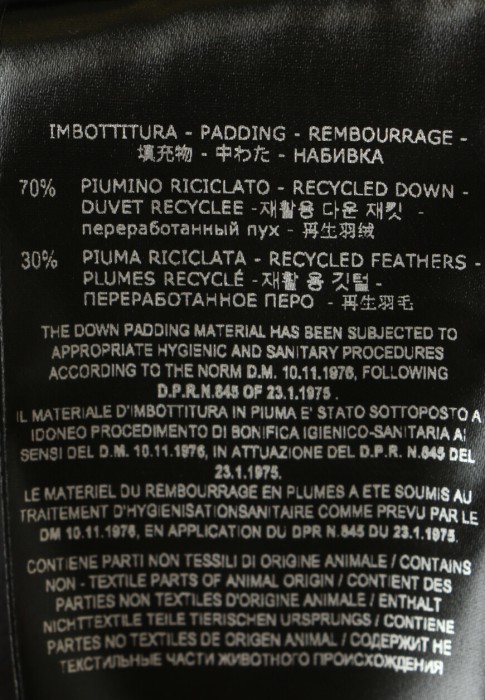 IMBOTTITURA - PADDING - REMBOURRAGE -
填充物 - 中わた - НАБИВКА
70% PIUMINO RICICLATO - RECYCLED DOWN -
DUVET RECYCLEE -재활용 다운 재킷 -
переработанный пух - 再生羽绒
30% PIUMA RICICLATA - RECYCLED FEATHERS -
PLUMES RECYCLÉ -재활 용 깃털 -
ПЕРЕРАБОТАННОЕ ПЕРО - 再生羽毛
THE DOWN PADDING MATERIAL HAS BEEN SUBJECTED TO
APPROPRIATE HYGIENIC AND SANITARY PROCEDURES
ACCORDING TO THE NORM D.M. 10.11.1976, FOLLOWING
D.P.R.N.845 OF 23.1.1975 .
IL MATERIALE D'IMBOTTITURA IN PIUMA E' STATO SOTTOPOSTO A
IDONEO PROCEDIMENTO DI BONIFICA IGIENICO-SANITARIA AI
SENSI DEL D.M. 10.11.1976, IN ATTUAZIONE DEL D.P.R. N.845 DEL
23.1.1975.
LE MATERIEL DU REMBOURRAGE EN PLUMES A ETE SOUMIS AU
TRAITEMENT D'HYGIENISATIONSANITAIRE COMME PREVU PAR LE
DM 10.11.1976, EN APPLICATION DU DPR N.845 DU 23.1.1975.
CONTIENE PARTI NON TESSILI DI ORIGINE ANIMALE / CONTAINS
NON - TEXTILE PARTS OF ANIMAL ORIGIN / CONTIENT DES
PARTIES NON TEXTILES D'ORIGINE ANIMALE / ENTHALT
NICHTTEXTILE TEILE TIERISCHEN URSPRUNGS / CONTIENE
PARTES NO TEXTILES DE ORIGEN ANIMAL / СОДЕРЖИТ НЕ
ТЕКСТИЛЬНЫЕ ЧАСТИ ЖИВОТНОГО ПРОИСХОЖДЕНИЯ